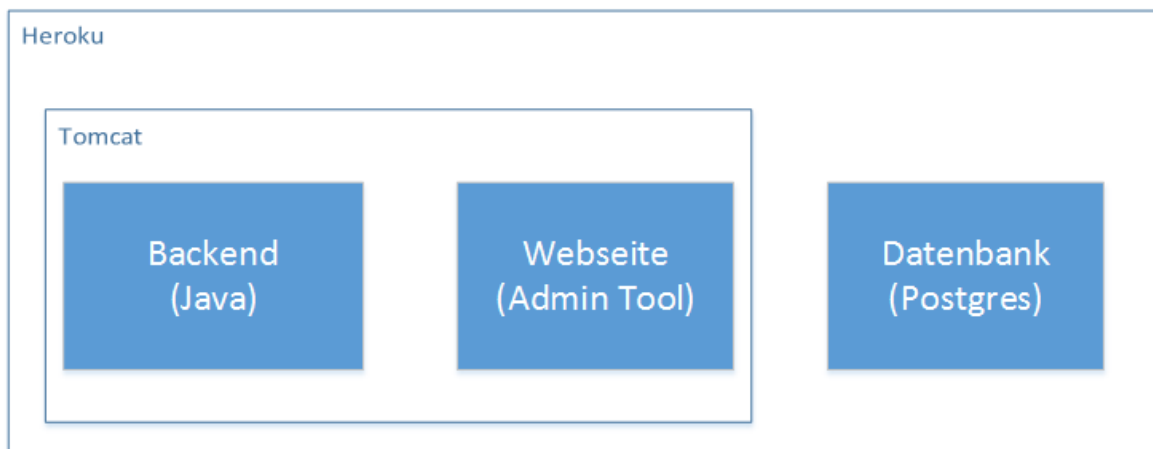 Heroku
Tomcat
Backend
(Java)
Webseite
(Admin Tool)
Datenbank
(Postgres)